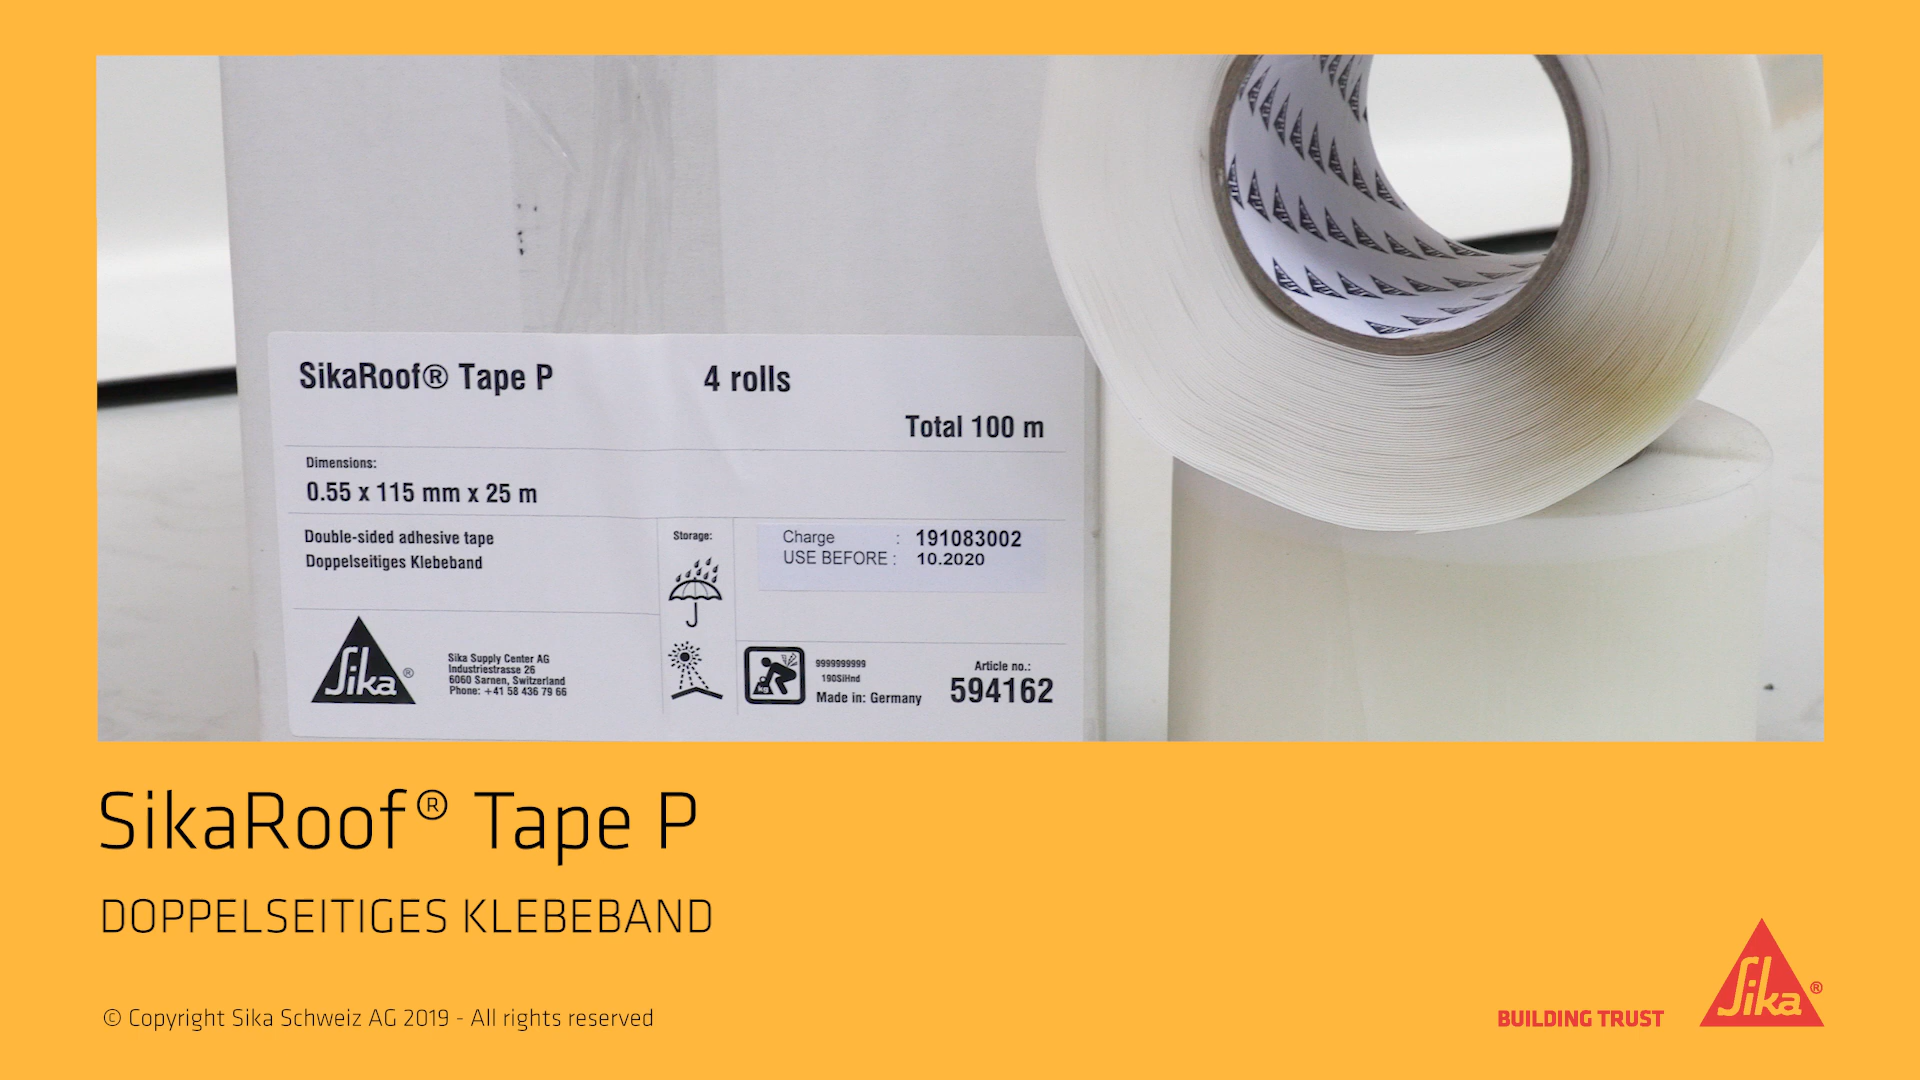 SikaRoof® Tape P 4 rolls
Total 100 m
Dimensions:
0.55 x 115 mm x 25 m
Double-sided adhesive tape
Doppelseitiges Klebeband
Storage:
Charge : 191083002
USE BEFORE : 10.2020
Sika®
Sika Supply Center AG
Industriestrasse 26
6060 Sarnen, Switzerland
Phone: +41 58 436 79 66
kg
9999999999
190SiHnd
Made in: Germany
Article no.:
594162
SikaRoof® Tape P
DOPPELSEITIGES KLEBEBAND
© Copyright Sika Schweiz AG 2019 - All rights reserved
BUILDING TRUST
Sika®